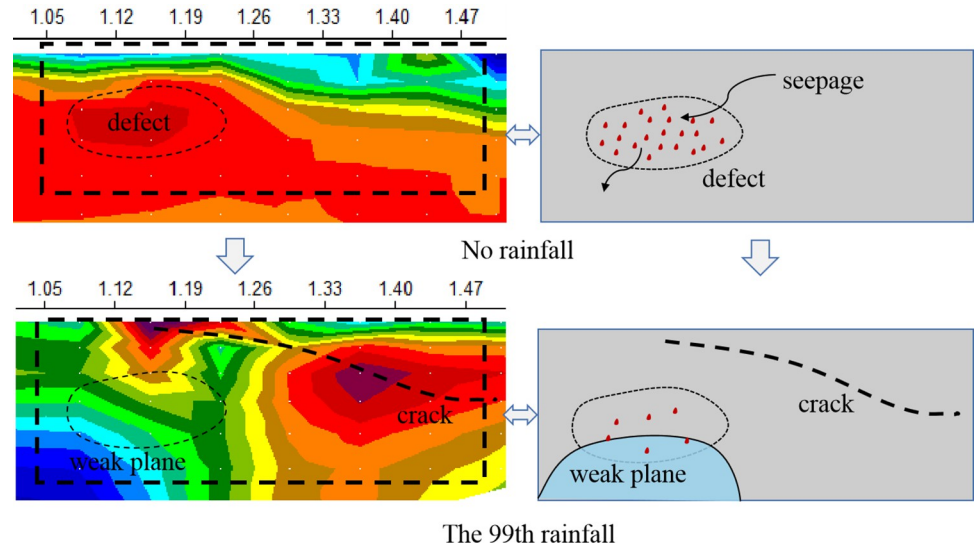 1.05 1.12 1.19 1.26 1.33 1.40 1.47
defect
seepage
defect
No rainfall
1.05 1.12 1.19 1.26 1.33 1.40 1.47
crack
weak plane
crack
weak plane
The 99th rainfall